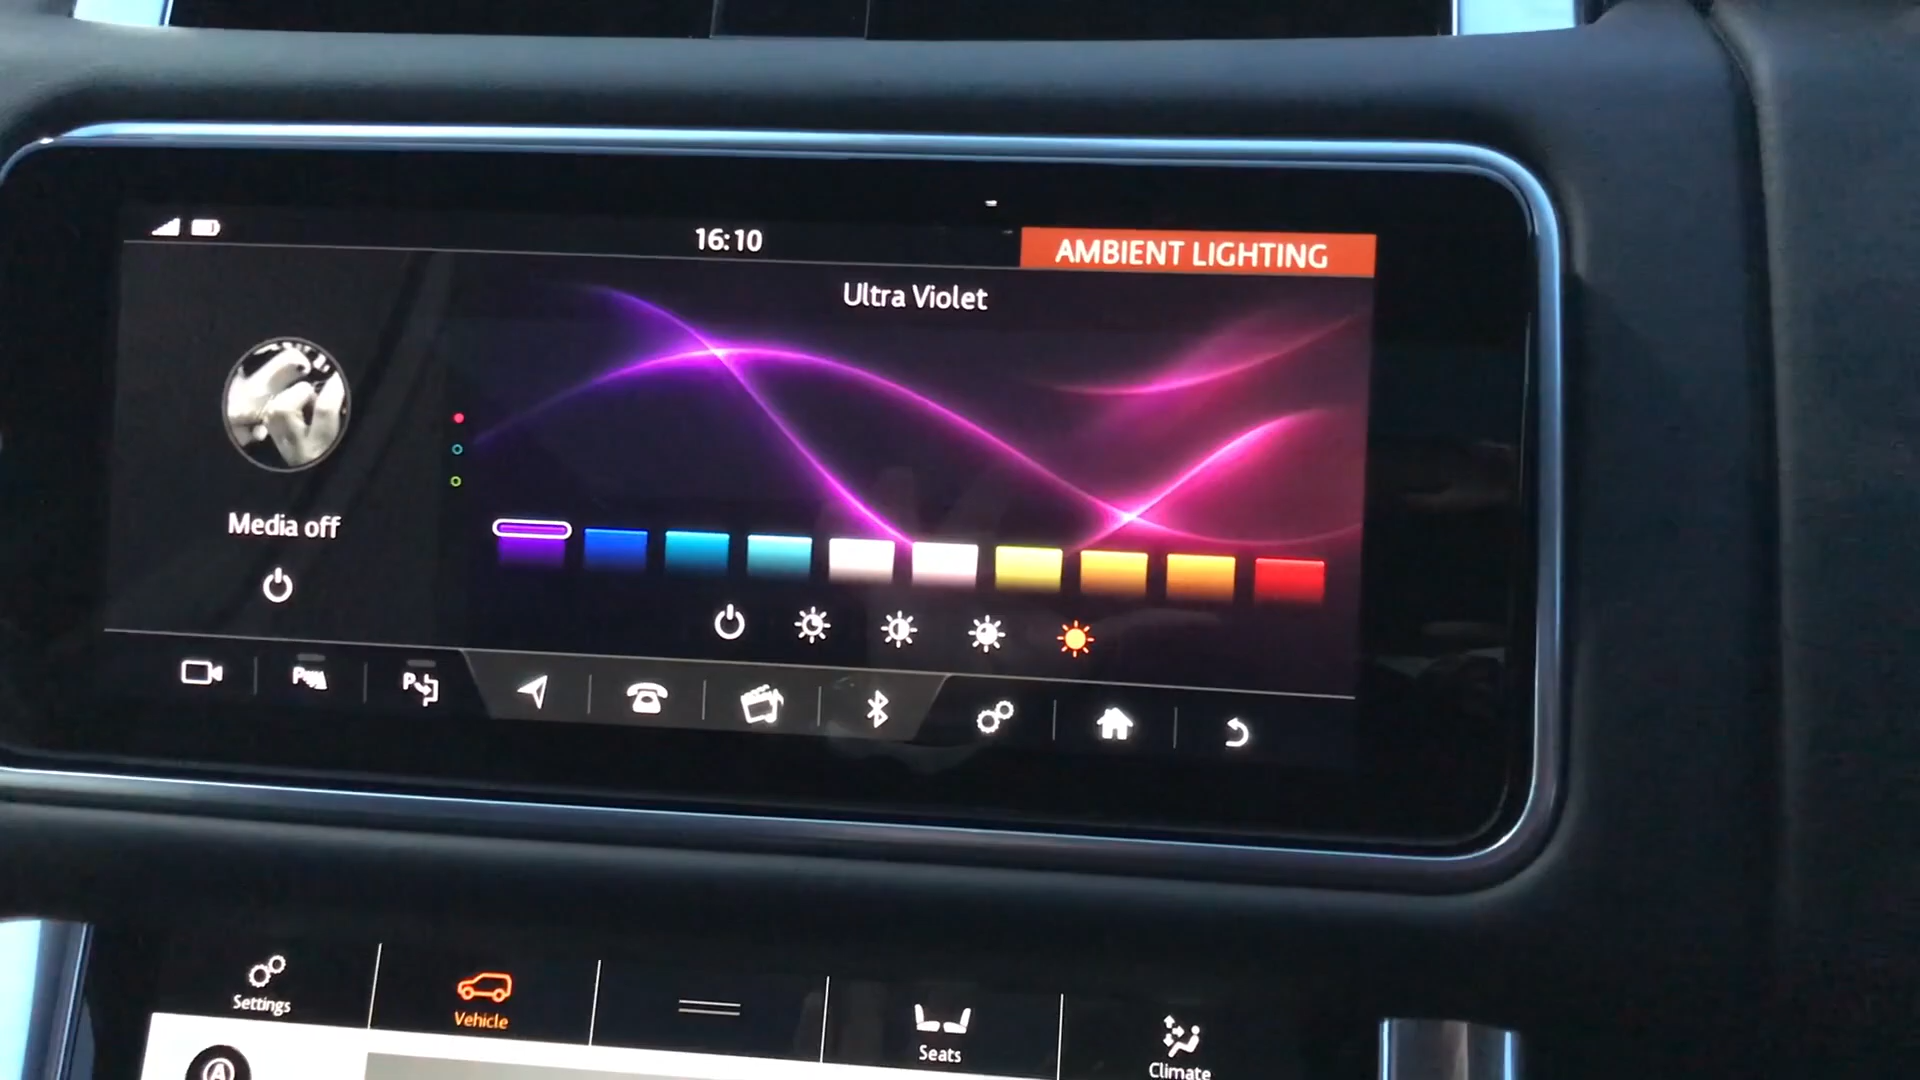 16:10
AMBIENT LIGHTING
Ultra Violet
Media off
P
P
Settings
Vehicle
Seats
Climate
A